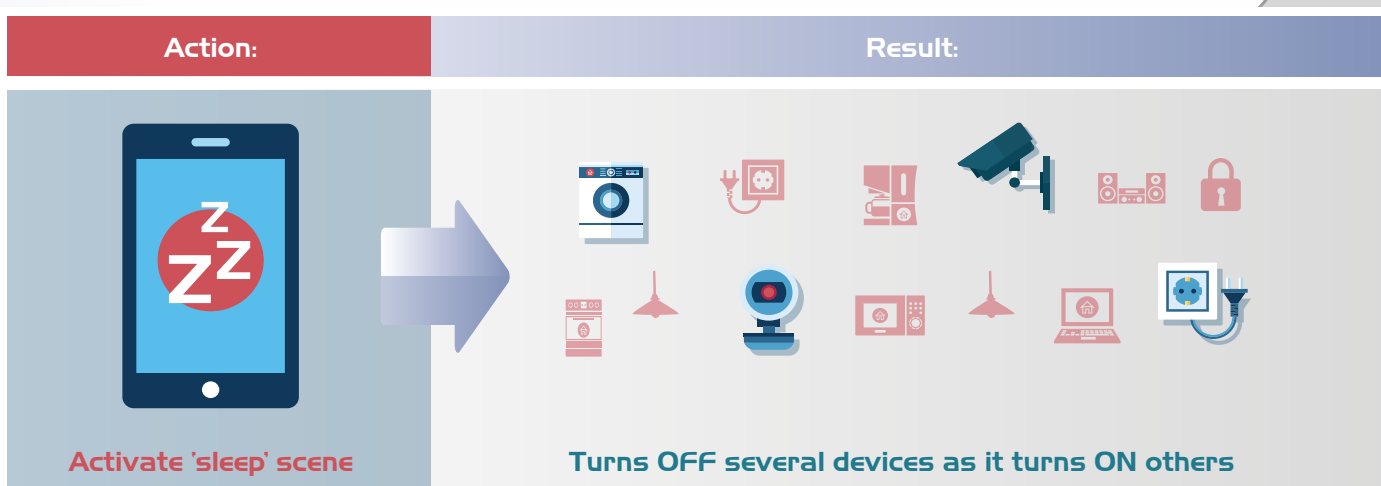 Action:
Result:
Z
Z
Z
Activate 'sleep' scene
Turns OFF several devices as it turns ON others